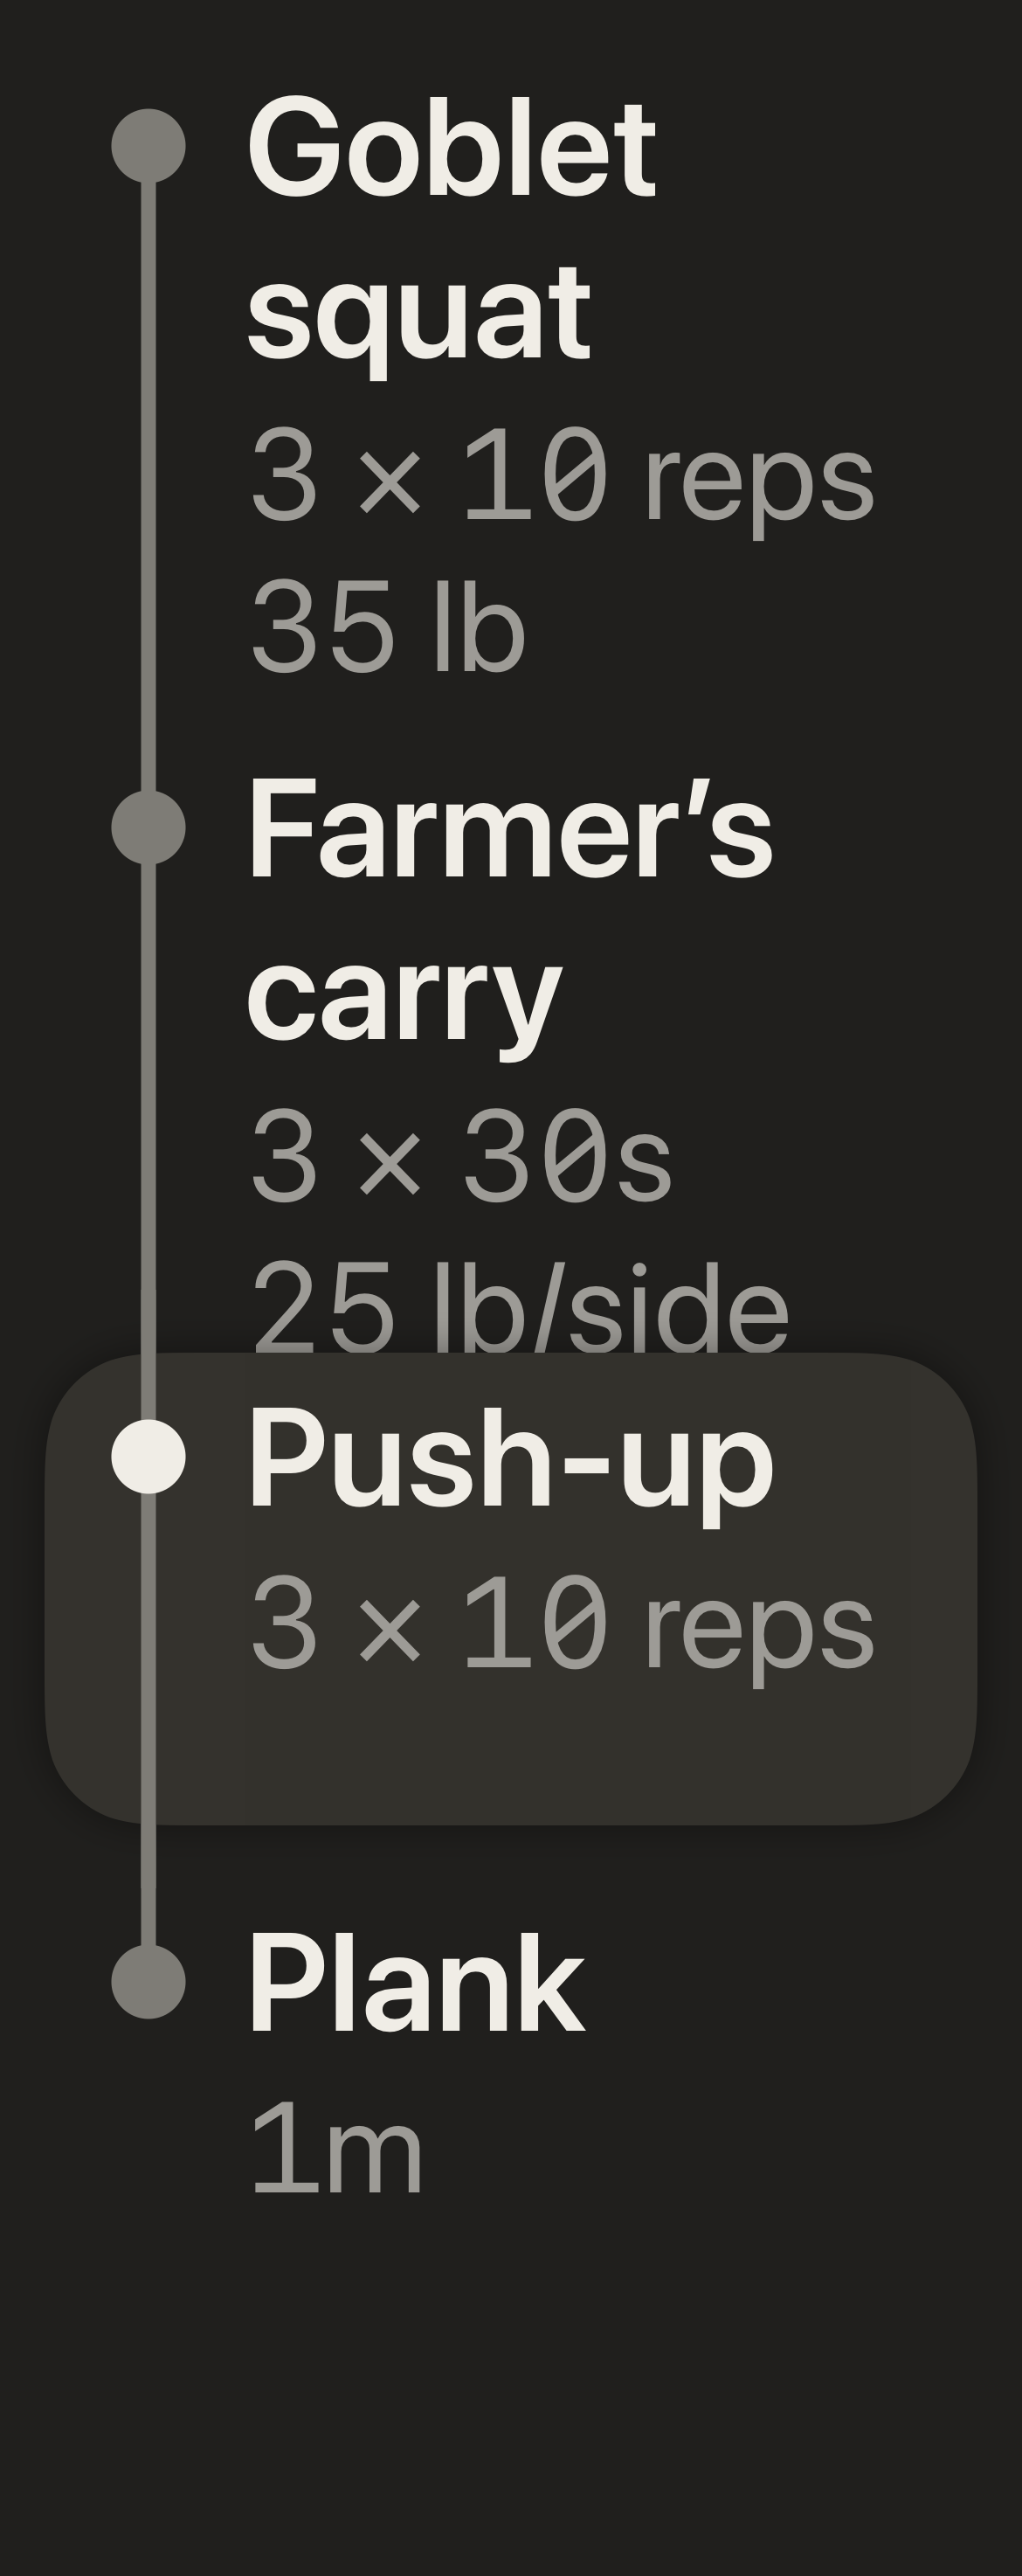 Goblet
squat
3 × 10 reps
35 lb
Farmer’s
carry
3 × 30s
25 lb/side
Push-up
3 × 10 reps
Plank
1m